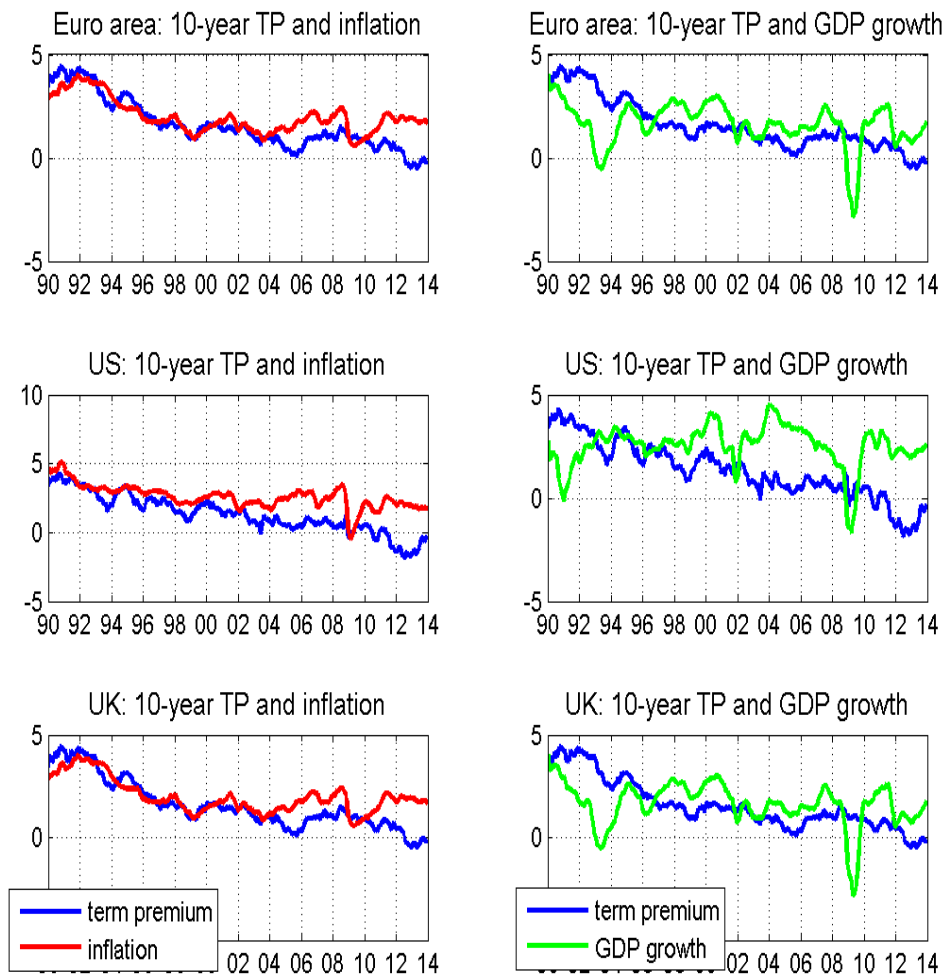 Euro area: 10-year TP and inflation
5
0
-5
90 92 94 96 98 00 02 04 06 08 10 12 14
Euro area: 10-year TP and GDP growth
5
0
-5
90 92 94 96 98 00 02 04 06 08 10 12 14
US: 10-year TP and inflation
10
5
0
-5
90 92 94 96 98 00 02 04 06 08 10 12 14
US: 10-year TP and GDP growth
5
0
-5
90 92 94 96 98 00 02 04 06 08 10 12 14
UK: 10-year TP and inflation
5
0
term premium
inflation
00 02 04 06 08 10 12 14
UK: 10-year TP and GDP growth
5
0
term premium
GDP growth
02 04 06 08 10 12 14